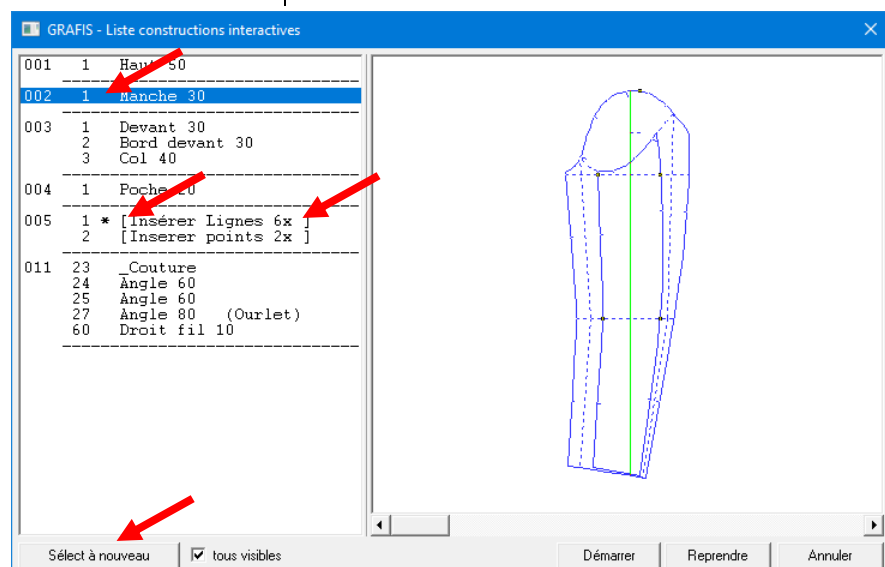 GRAFIS - Liste constructions interactives
001 1 Haut 50
002 1 Manche 30
003 1 Devant 30
2 Bord devant 30
3 Col 40
004 1 Poche 20
005 1 * [Insérer Lignes 6x ]
2 [Inserer points 2x ]
011 23 _Couture
24 Angle 60
25 Angle 60
27 Angle 80 (Ourlet)
60 Droit fil 10
Sélect à nouveau tous visibles Démarrer Reprendre Annuler